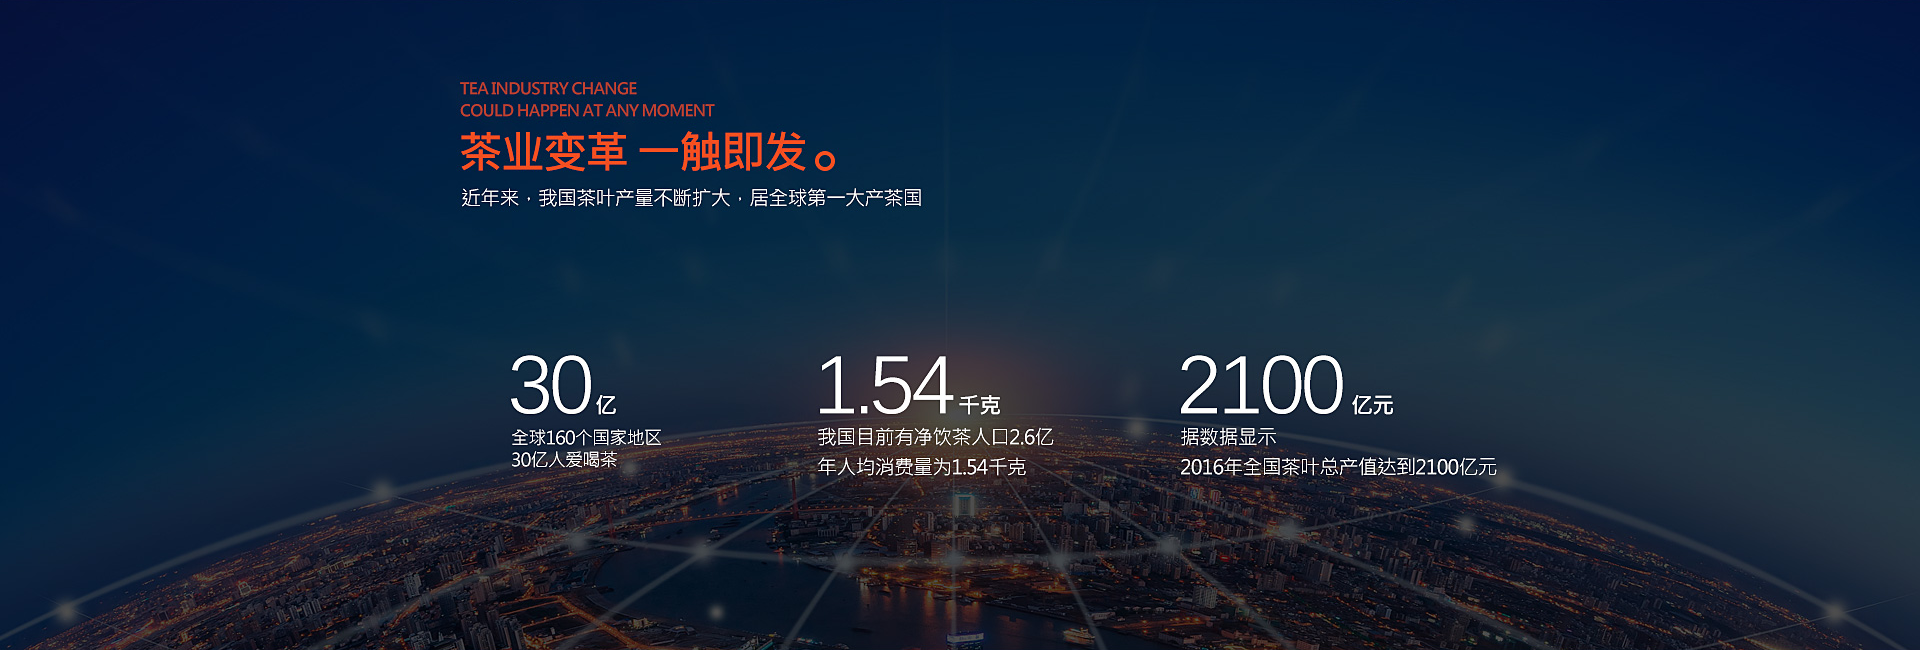 TEA INDUSTRY CHANGE
COULD HAPPEN AT ANY MOMENT
茶业变革 一触即发。
近年来，我国茶叶产量不断扩大，居全球第一大产茶国
30亿
全球160个国家地区
30亿人爱喝茶
1.54千克
我国目前有净饮茶人口2.6亿
年人均消费量为1.54千克
2100亿元
据数据显示
2016年全国茶叶总产值达到2100亿元